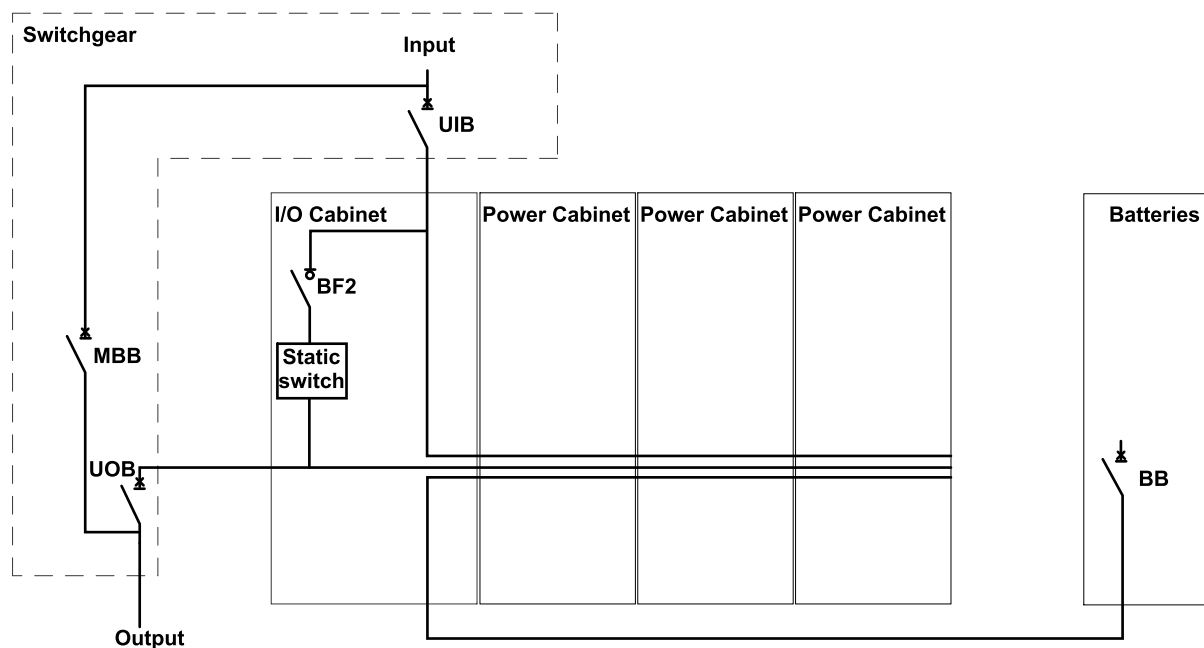 Switchgear
Input
UIB
I/O Cabinet
Power Cabinet
Power Cabinet
Power Cabinet
Batteries
BF2
MBB
Static
switch
UOB
BB
Output